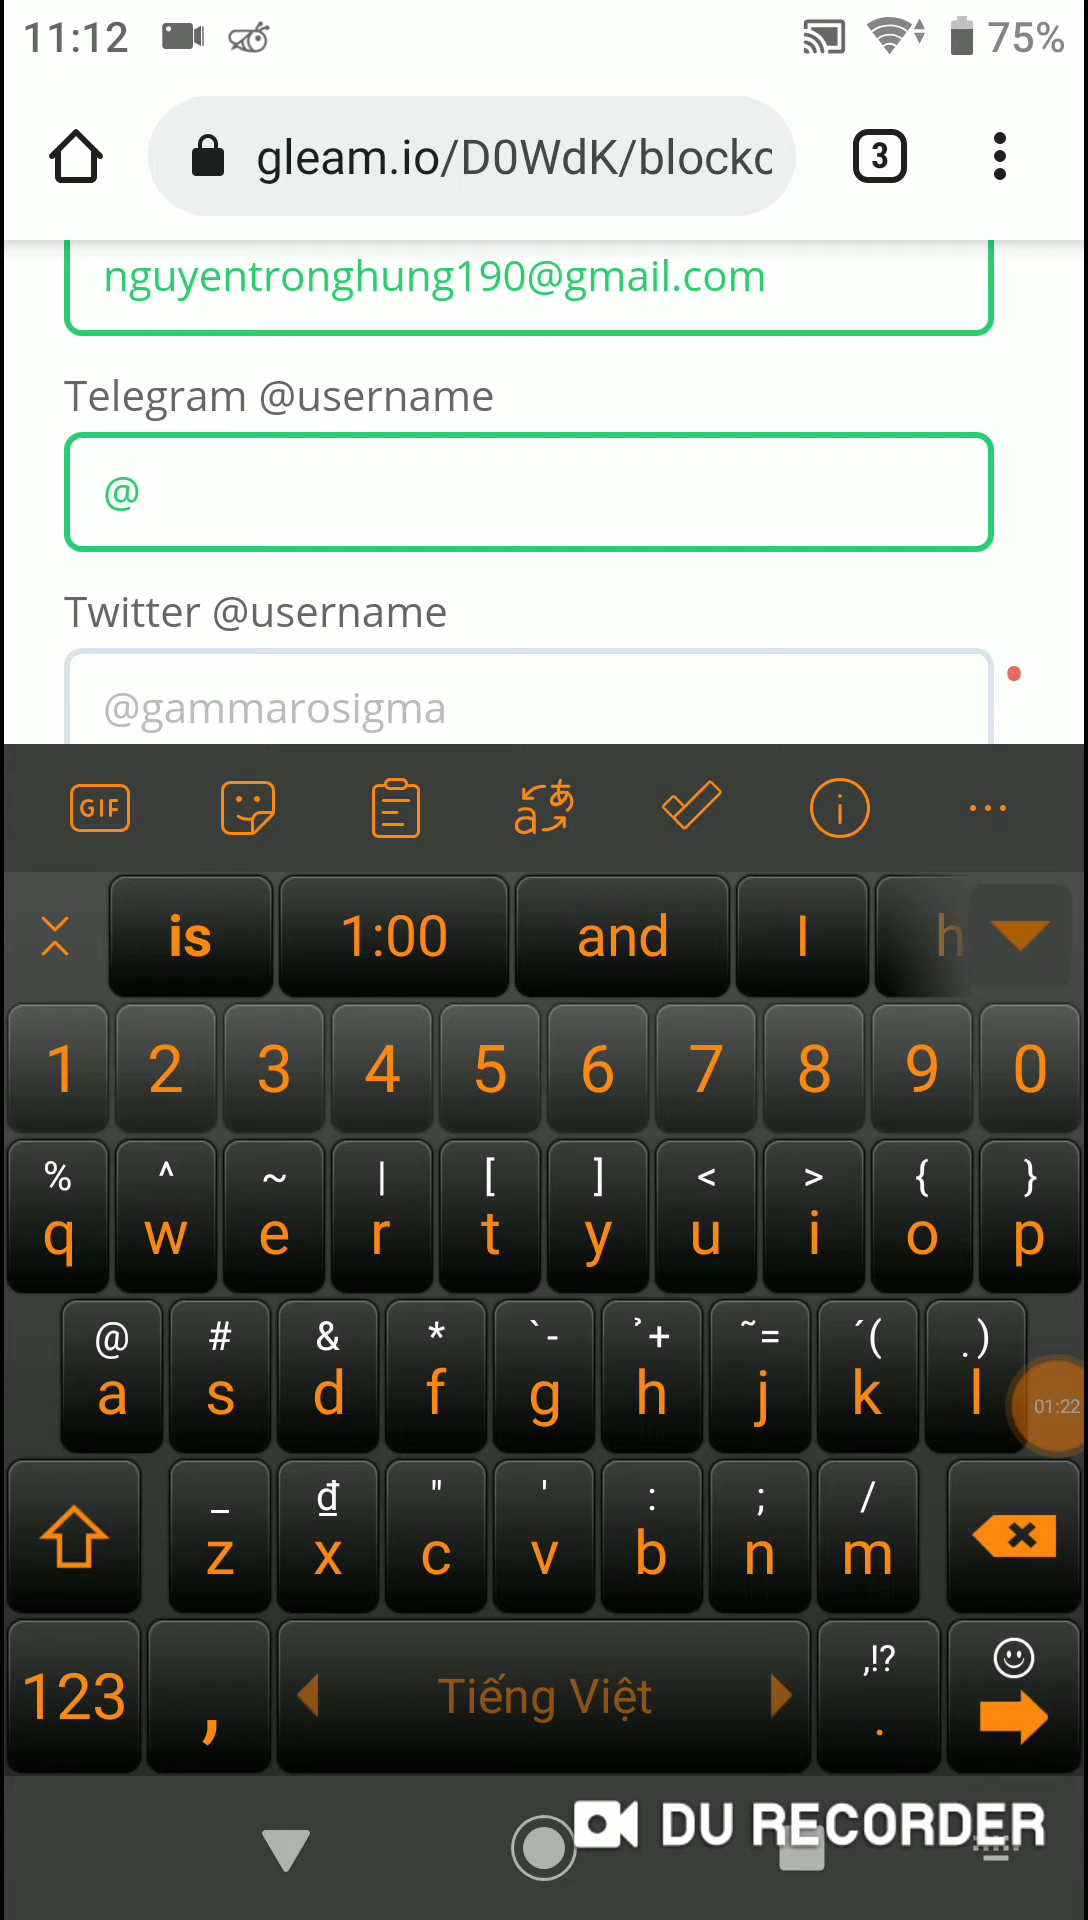 11:12 75%
gleam.io/D0WdK/blockc 3
nguyentronghung190@gmail.com
Telegram @username
@
Twitter @username
@gammarosigma
GIF aあ i ...
is 1:00 and I h
1 2 3 4 5 6 7 8 9 0
% ^ ~ | [ ] < > { }
q w e r t y u i o p
@ # & * `- ̉+ ~= ´( .)
a s d f g h j k l
01:22
_ đ " ' : ; /
z x c v b n m
,!?
123 , Tiếng Việt .
DU RECORDER